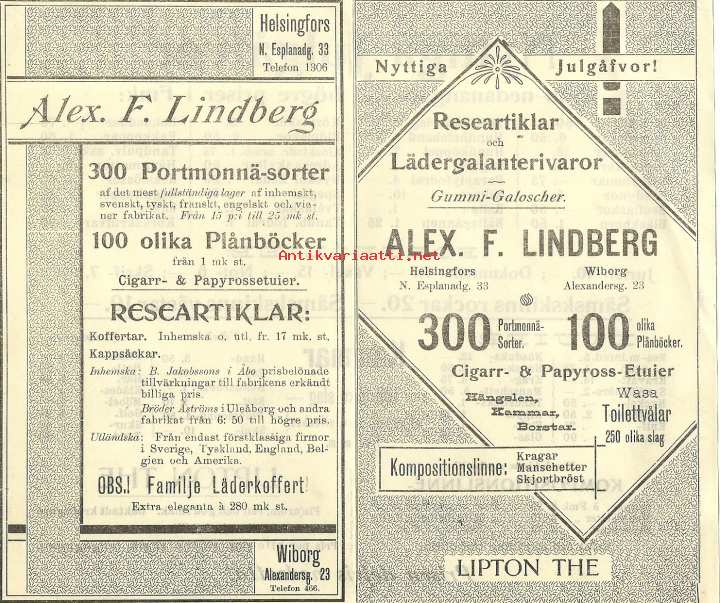 Helsingfors
N. Esplanadg. 33
Telefon 1306
Alex. F. Lindberg
300 Portmonnä-sorter
af det mest fullständiga lager af inhemskt,
svenskt, tyskt, franskt, engelskt och vie-
ner fabrikat. Från 15 p:i till 25 mk st.
100 olika Plånböcker
från 1 mk st.
Cigarr- & Papyrossetuier.
RESEARTIKLAR:
Koffertar. Inhemska o. utl. fr. 17 mk. st.
Kappsäckar.
Inhemska: B. Jakobssons i Åbo prisbelönade
tillvärkningar till fabrikens erkändt
billiga pris.
Bröder Aströms i Uleåborg och andra
fabrikat från 6: 50 till högre pris.
Utländska: Från endast förstklassiga firmor
i Sverige, Tyskland, England, Bel-
gien och Amerika.
OBS.! Familje Läderkoffert!
Extra eleganta à 280 mk st.
Wiborg
Alexandersg. 23
Telefon 466.
Nyttiga Julgåfvor!
Researtiklar
och
Lädergalanterivaror
Gummi-Galoscher.
ALEX. F. LINDBERG
Antikvariaatti.net
Helsingfors Wiborg
N. Esplanadg. 33 Alexandersg. 23
300 Portmonnä-Sorter. 100 olika Plånböcker.
Cigarr- & Papyross-Etuier
Hängslen,
Kammar,
Borstar.
Wasa
Toilettvålar
250 olika slag
Kompositionslinne: Kragar
Manschetter
Skjortbröst
LIPTON THE